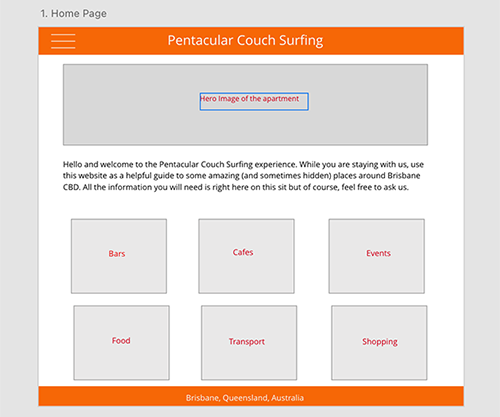 1. Home Page
Pentacular Couch Surfing
Hero Image of the apartment
Hello and welcome to the Pentacular Couch Surfing experience. While you are staying with us, use
this website as a helpful guide to some amazing (and sometimes hidden) places around Brisbane
CBD. All the information you will need is right here on this sit but of course, feel free to ask us.
Bars
Cafes
Events
Food
Transport
Shopping
Brisbane, Queensland, Australia